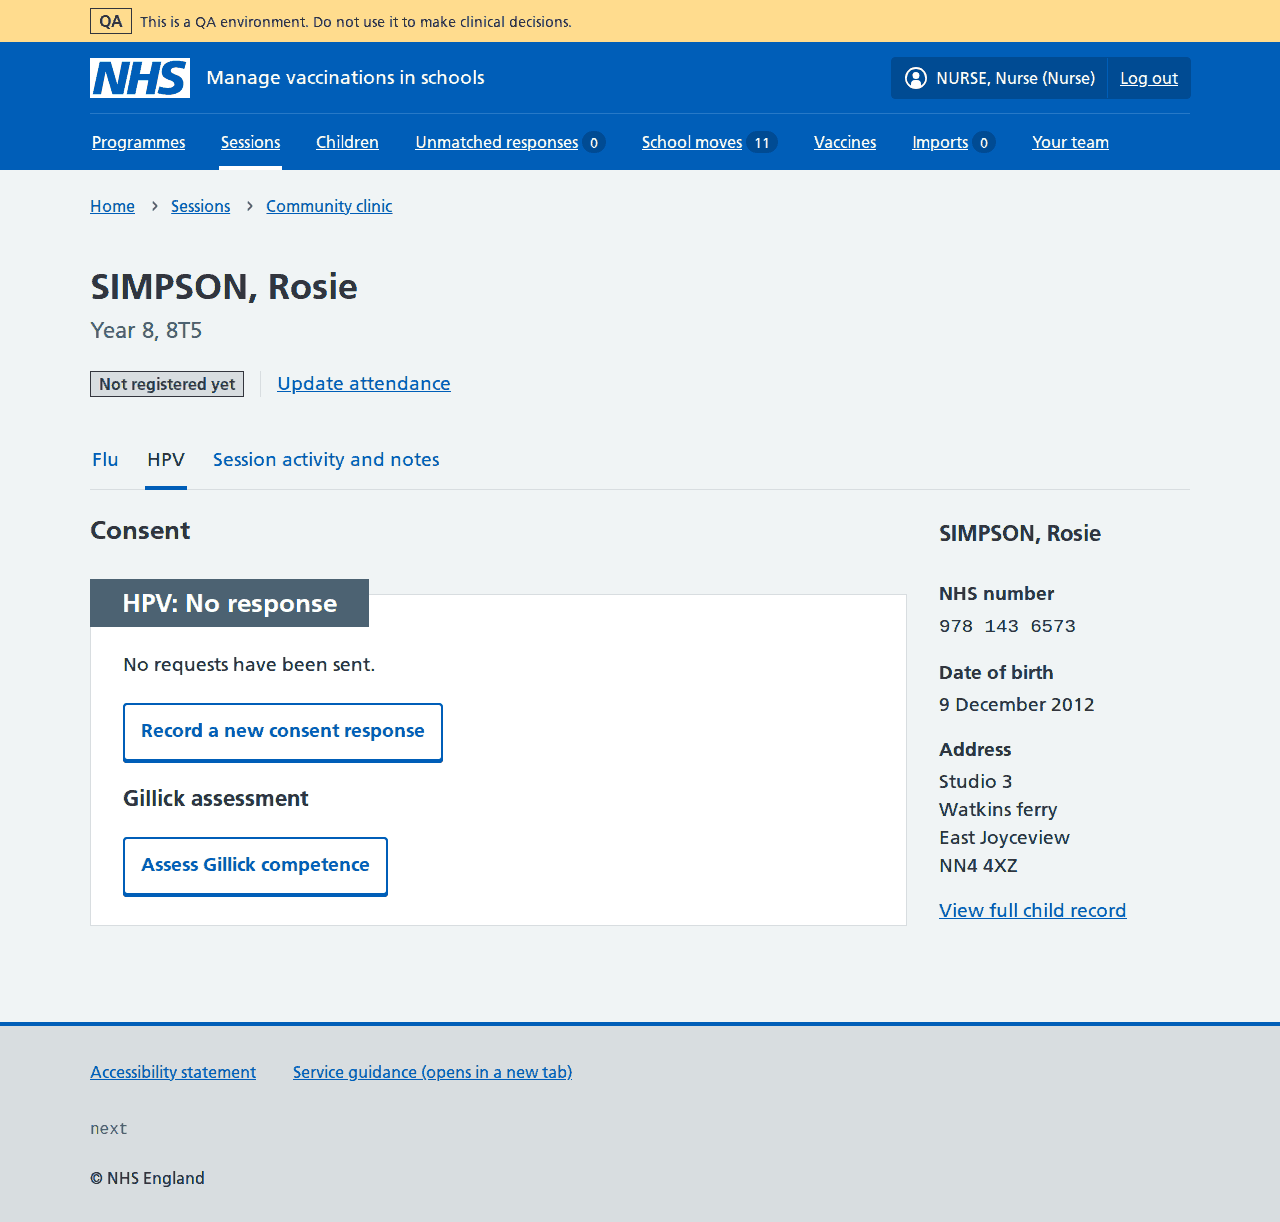 QA This is a QA environment. Do not use it to make clinical decisions.
NHS Manage vaccinations in schools NURSE, Nurse (Nurse) Log out
Programmes Sessions Children Unmatched responses 0 School moves 11 Vaccines Imports 0 Your team
Home Sessions Community clinic
SIMPSON, Rosie
Year 8, 8T5
Not registered yet Update attendance
Flu HPV Session activity and notes
Consent
HPV: No response
No requests have been sent.
Record a new consent response
Gillick assessment
Assess Gillick competence
SIMPSON, Rosie
NHS number
978 143 6573
Date of birth
9 December 2012
Address
Studio 3
Watkins ferry
East Joyceview
NN4 4XZ
View full child record
Accessibility statement Service guidance (opens in a new tab)
next
© NHS England